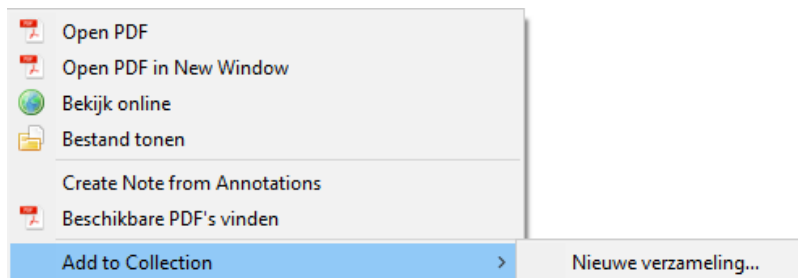 Open PDF
Open PDF in New Window
Bekijk online
Bestand tonen
Create Note from Annotations
Beschikbare PDF's vinden
Add to Collection
Nieuwe verzameling...